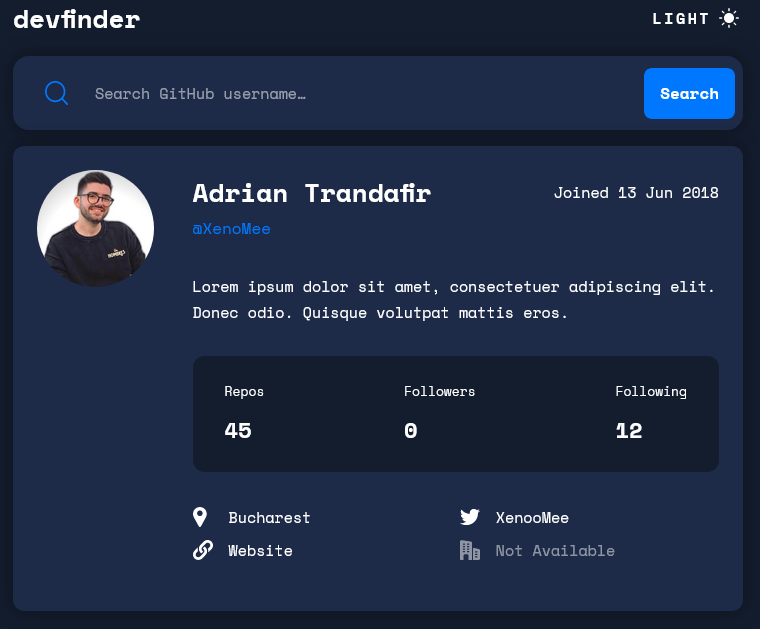 devfinder
LIGHT
Search GitHub username…
Search
Adrian Trandafir
Joined 13 Jun 2018
@XenoMee
Lorem ipsum dolor sit amet, consectetuer adipiscing elit.
Donec odio. Quisque volutpat mattis eros.
Repos
Followers
Following
45
0
12
Bucharest
XenooMee
Website
Not Available